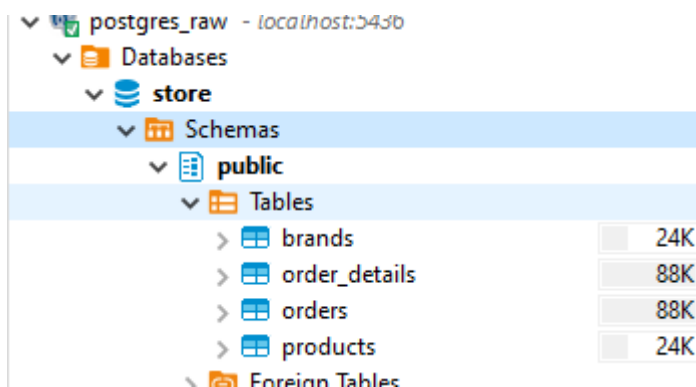 postgres_raw - localhost:5436
Databases
store
Schemas
public
Tables
brands 24K
order_details 88K
orders 88K
products 24K
Foreign Tables